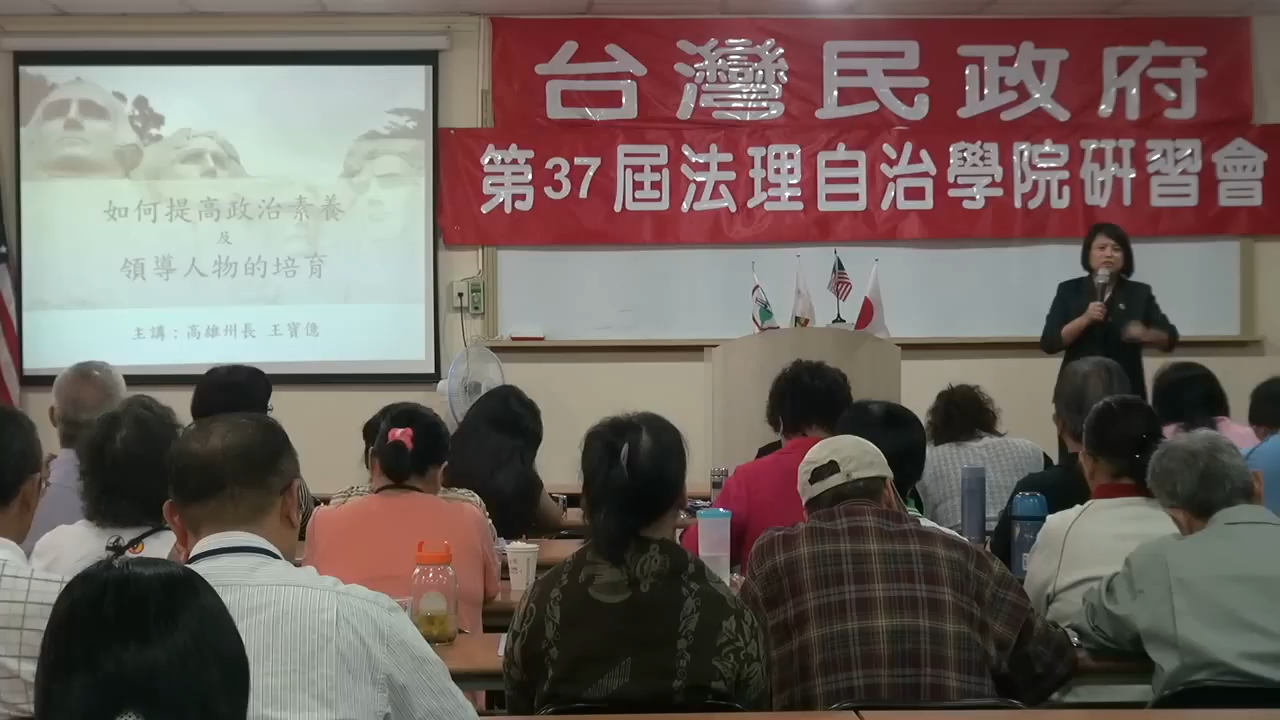 台灣民政府
第37屆法理自治學院研習會
如何提高政治素養
及
領導人物的培育
主講：高雄州長 王寶億